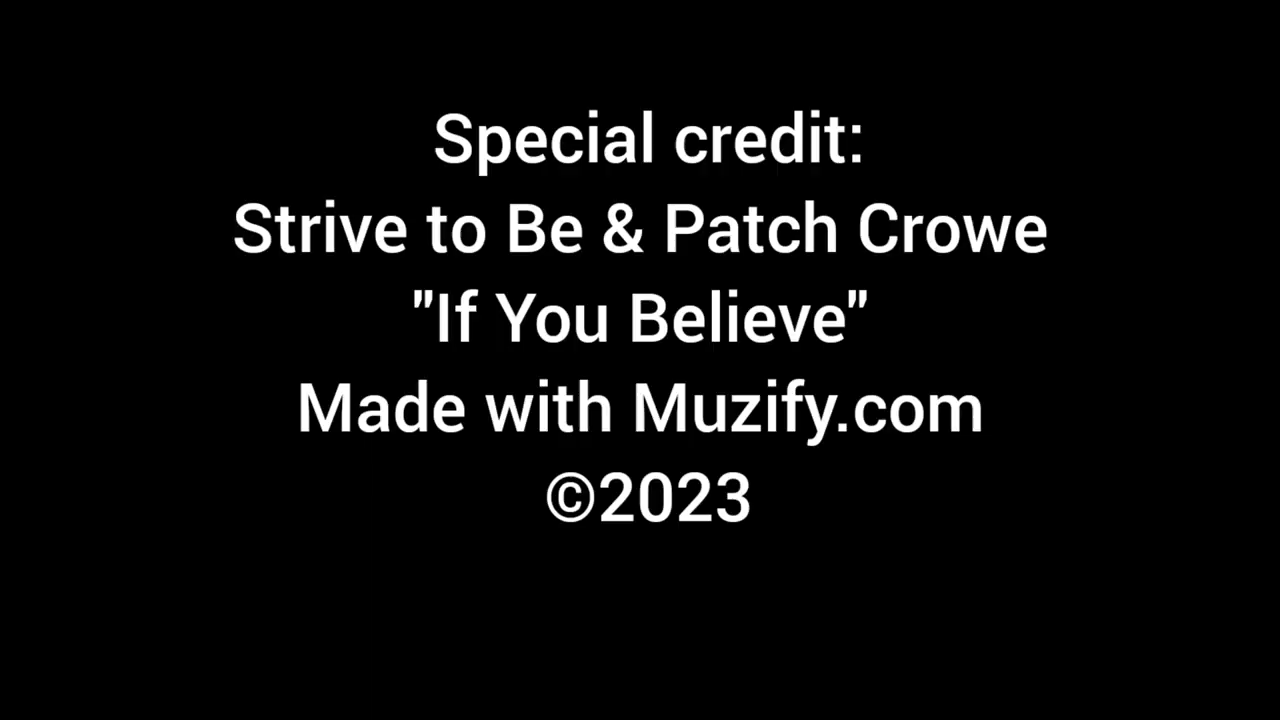 Special credit:
Strive to Be & Patch Crowe
"If You Believe"
Made with Muzify.com
©2023